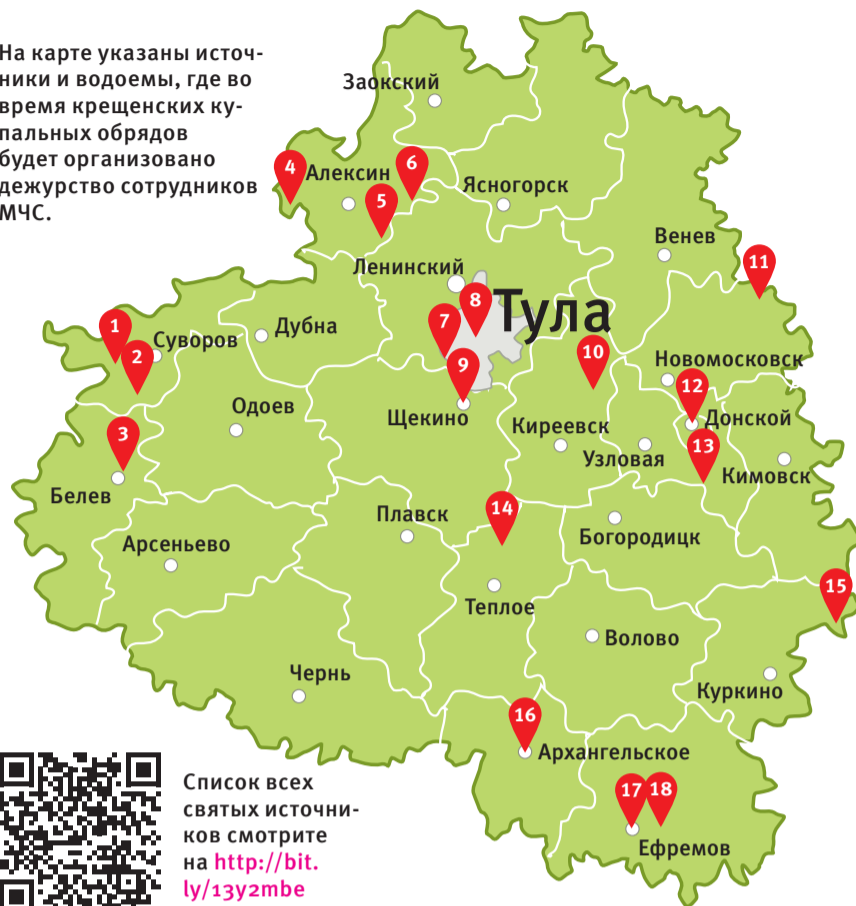 На карте указаны источ-
ники и водоемы, где во
время крещенских ку-
пальных обрядов
будет организовано
дежурство сотрудников
МЧС.
Заокский
4
Алексин
6
5
Ясногорск
Венев
11
Ленинский
8
Тула
7
1
Суворов
2
Дубна
9
10
Новомосковск
12
Одоев
Щекино
Киреевск
Донской
3
Узловая
13
Кимовск
Белев
14
Плавск
Богородицк
Арсеньево
Теплое
15
Волово
Чернь
Куркино
16
Архангельское
17
18
Ефремов
Список всех
святых источни-
ков смотрите
на http://bit.
ly/13y2mbe